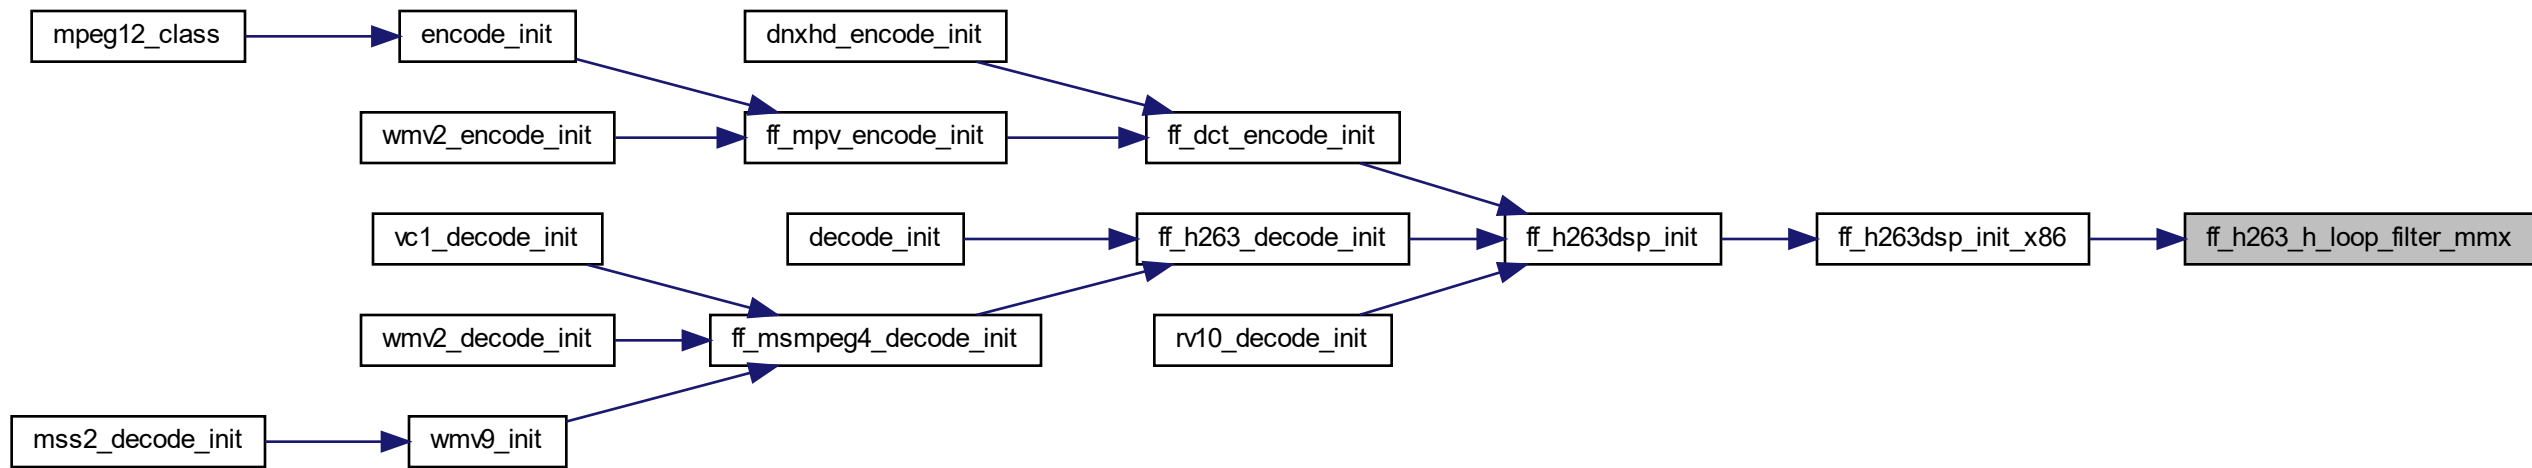 mpeg12_class
encode_init
dnxhd_encode_init
wmv2_encode_init
ff_mpv_encode_init
ff_dct_encode_init
vc1_decode_init
decode_init
ff_h263_decode_init
ff_h263dsp_init
ff_h263dsp_init_x86
ff_h263_h_loop_filter_mmx
wmv2_decode_init
ff_msmpeg4_decode_init
rv10_decode_init
mss2_decode_init
wmv9_init